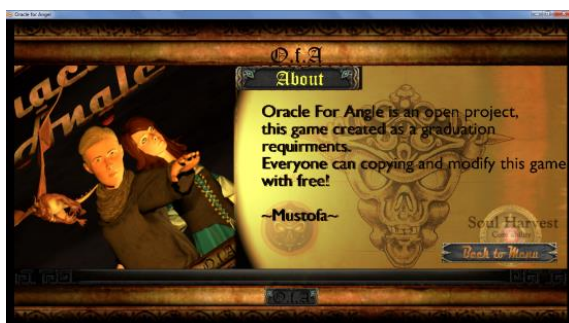 Oracle for Angel
O.f.A
About
Oracle For Angle is an open project,
this game created as a graduation
requirments.
Everyone can copying and modify this game
with free!
~Mustofa~
Soul Harvest
Back to Menu
O.f.A